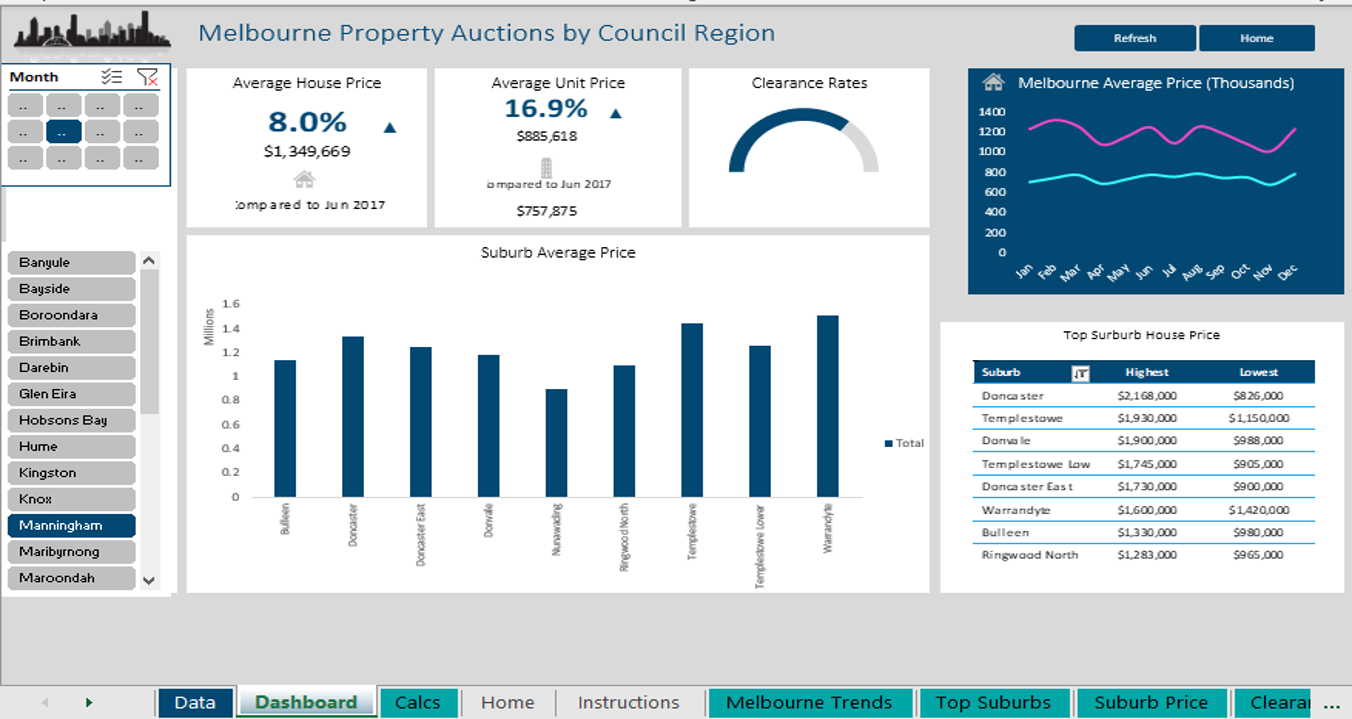 Melbourne Property Auctions by Council Region
Refresh
Home
Month
..
..
..
..
..
..
..
..
..
..
..
..
Banyule
Bayside
Boroondara
Brimbank
Darebin
Glen Eira
Hobsons Bay
Hume
Kingston
Knox
Manningham
Maribyrnong
Maroondah
Average House Price
8.0% ▲
$1,349,669
ompared to Jun 2017
Average Unit Price
16.9% ▲
$885,618
ompared to Jun 2017
$757,875
Clearance Rates
Melbourne Average Price (Thousands)
1400
1200
1000
800
600
400
200
0
Jan Feb Mar Apr May Jun Jul Aug Sep Oct Nov Dec
Suburb Average Price
Millions
1.6
1.4
1.2
1
0.8
0.6
0.4
0.2
0
Bulleen
Doncaster
Doncaster East
Donvale
Nunawading
Ringwood North
Templestowe
Templestowe Lower
Warrandyte
Total
Top Surburb House Price
Suburb Highest Lowest
Doncaster $2,168,000 $826,000
Templestowe $1,930,000 $1,150,000
Donvale $1,900,000 $988,000
Templestowe Low $1,745,000 $905,000
Doncaster East $1,730,000 $900,000
Warrandyte $1,600,000 $1,420,000
Bulleen $1,330,000 $980,000
Ringwood North $1,283,000 $965,000
Data
Dashboard
Calcs
Home
Instructions
Melbourne Trends
Top Suburbs
Suburb Price
Clearar
...